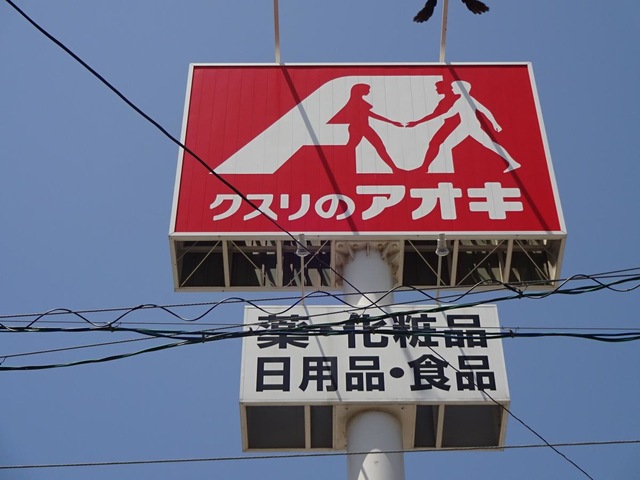 クスリのアオキ
薬・化粧品
日用品・食品